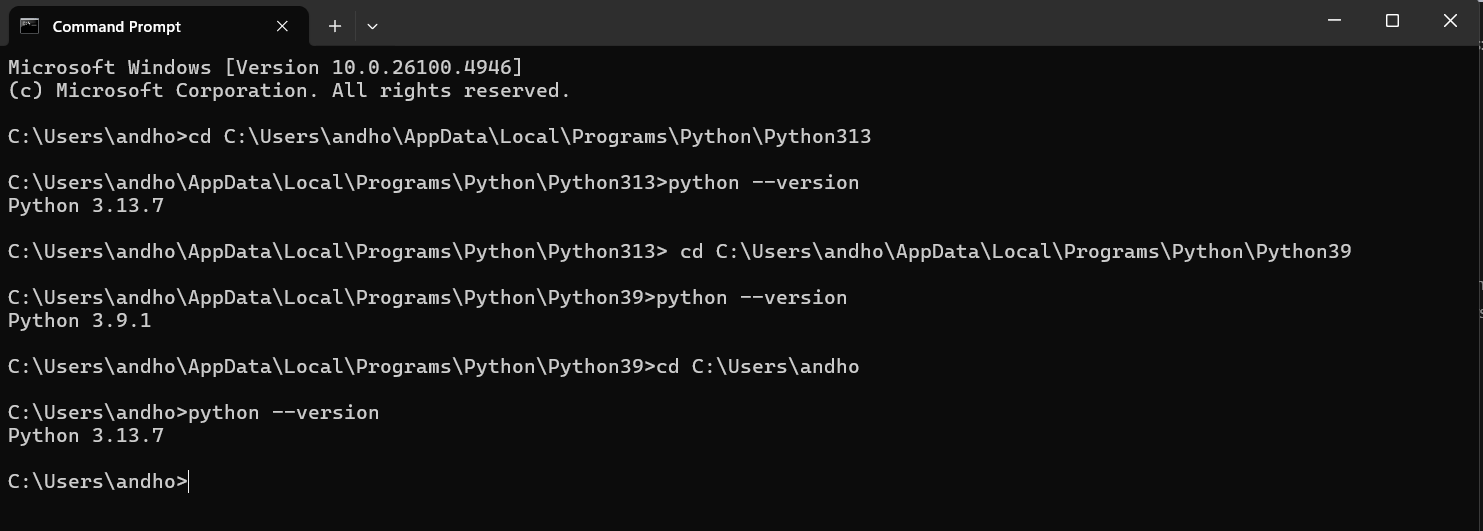 Command Prompt
Microsoft Windows [Version 10.0.26100.4946]
(c) Microsoft Corporation. All rights reserved.
C:\Users\andho>cd C:\Users\andho\AppData\Local\Programs\Python\Python313
C:\Users\andho\AppData\Local\Programs\Python\Python313>python --version
Python 3.13.7
C:\Users\andho\AppData\Local\Programs\Python\Python313> cd C:\Users\andho\AppData\Local\Programs\Python\Python39
C:\Users\andho\AppData\Local\Programs\Python\Python39>python --version
Python 3.9.1
C:\Users\andho\AppData\Local\Programs\Python\Python39>cd C:\Users\andho
C:\Users\andho>python --version
Python 3.13.7
C:\Users\andho>